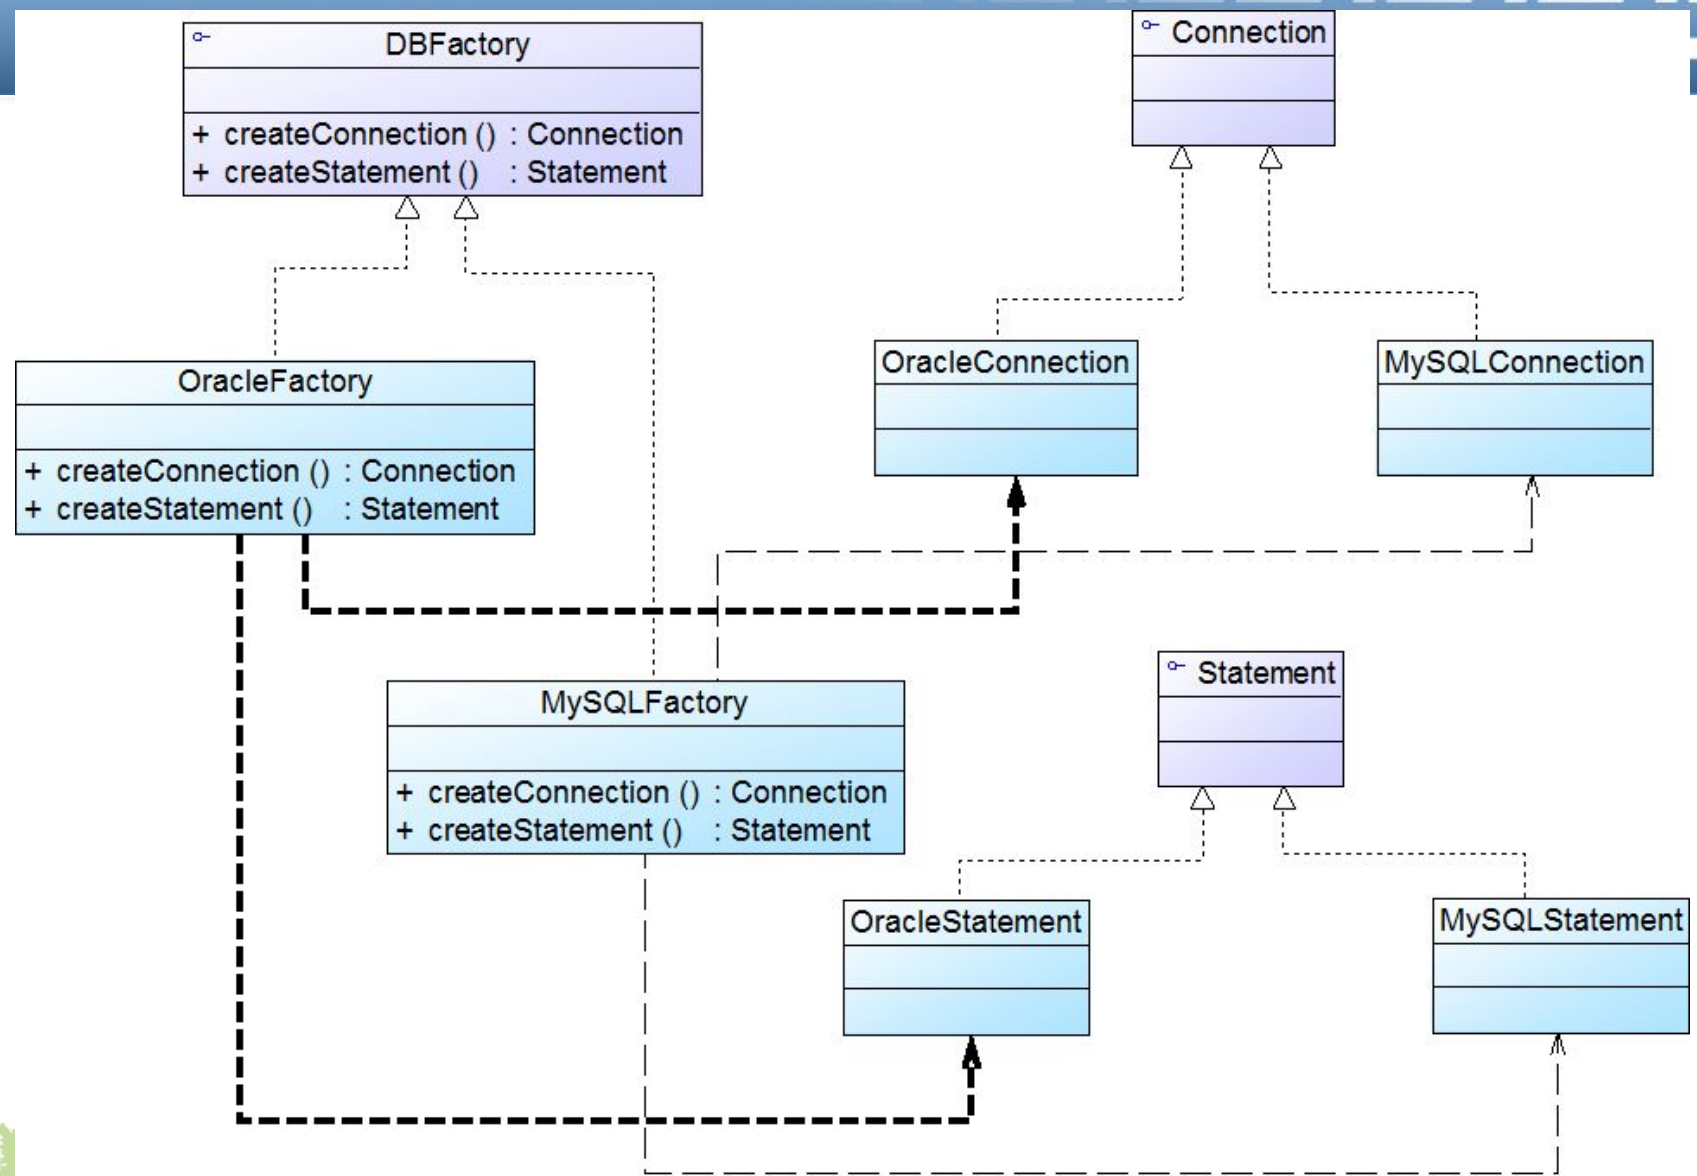 DBFactory
+ createConnection () : Connection
+ createStatement () : Statement
Connection
OracleFactory
+ createConnection () : Connection
+ createStatement () : Statement
OracleConnection
MySQLConnection
MySQLFactory
+ createConnection () : Connection
+ createStatement () : Statement
Statement
OracleStatement
MySQLStatement